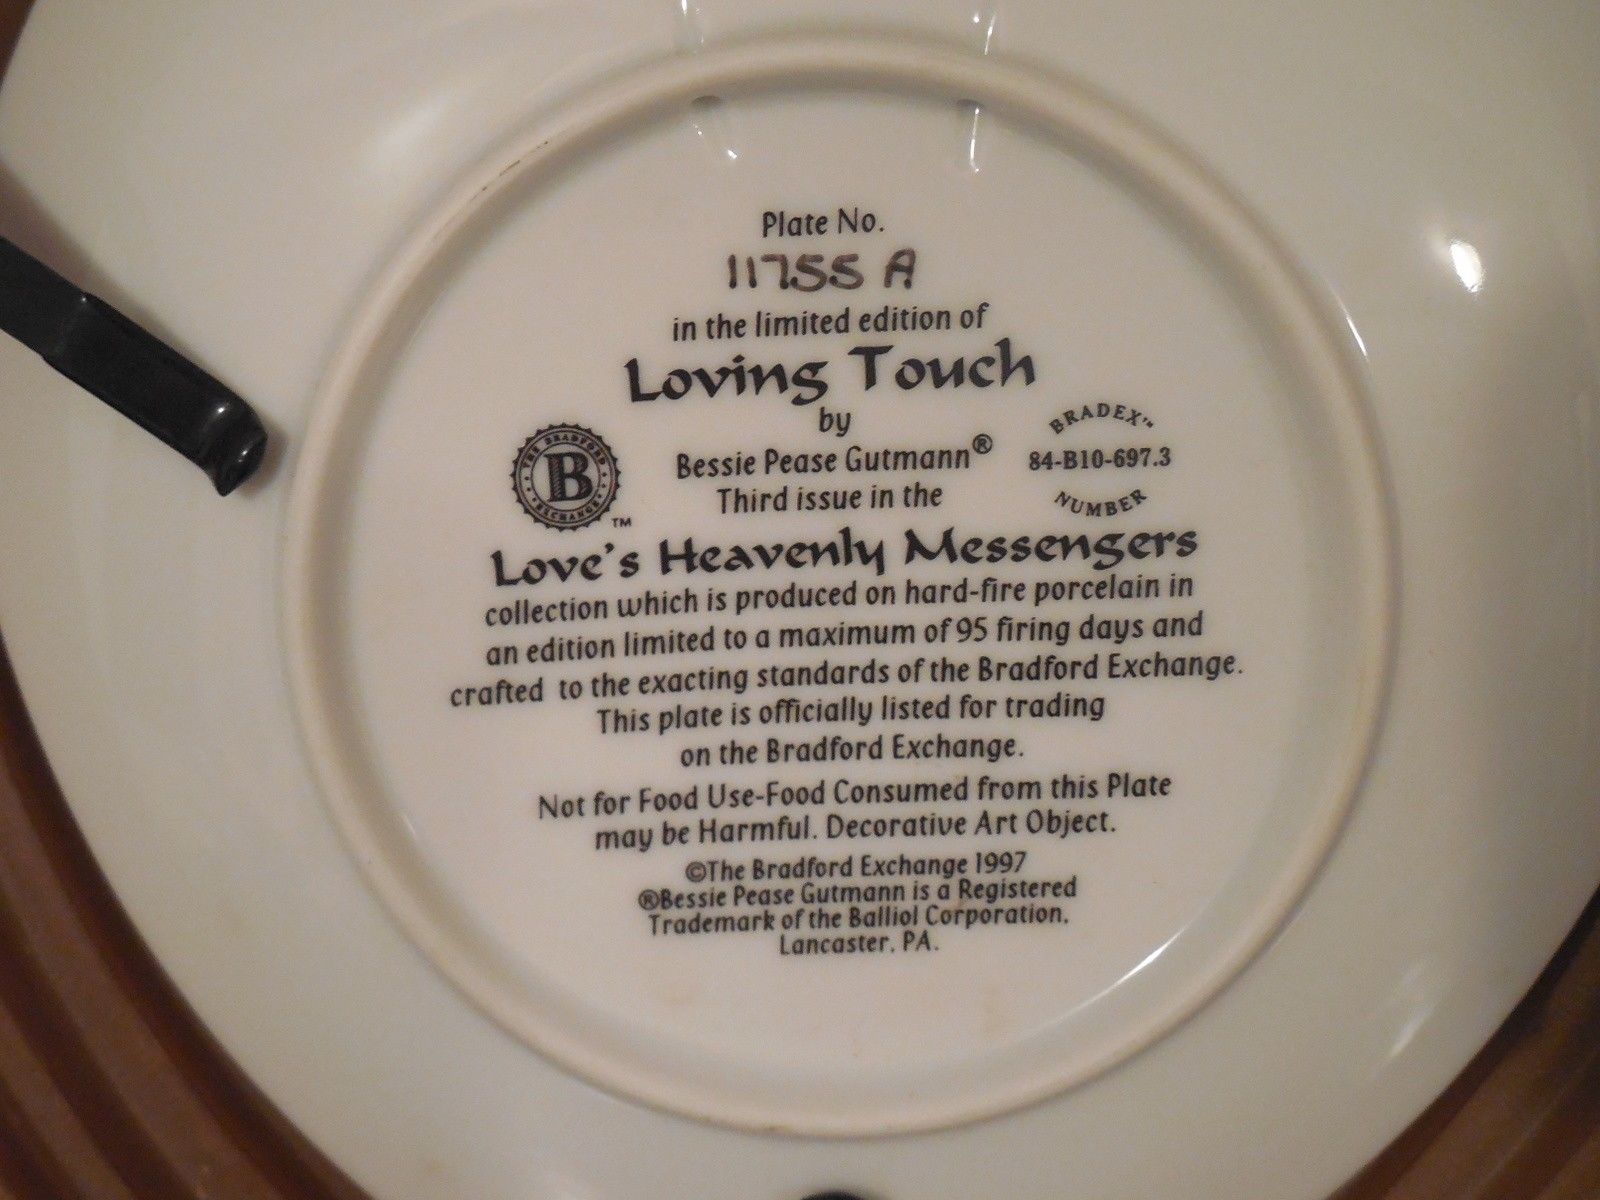 Plate No.
11755 A
in the limited edition of
Loving Touch
by
Bessie Pease Gutmann®
Third issue in the
THE BRADFORD
B
EXCHANGE
TM
BRADEX™
84-B10-697.3
NUMBER
Love's Heavenly Messengers
collection which is produced on hard-fire porcelain in
an edition limited to a maximum of 95 firing days and
crafted to the exacting standards of the Bradford Exchange.
This plate is officially listed for trading
on the Bradford Exchange.
Not for Food Use-Food Consumed from this Plate
may be Harmful. Decorative Art Object.
©The Bradford Exchange 1997
®Bessie Pease Gutmann is a Registered
Trademark of the Balliol Corporation.
Lancaster. PA.